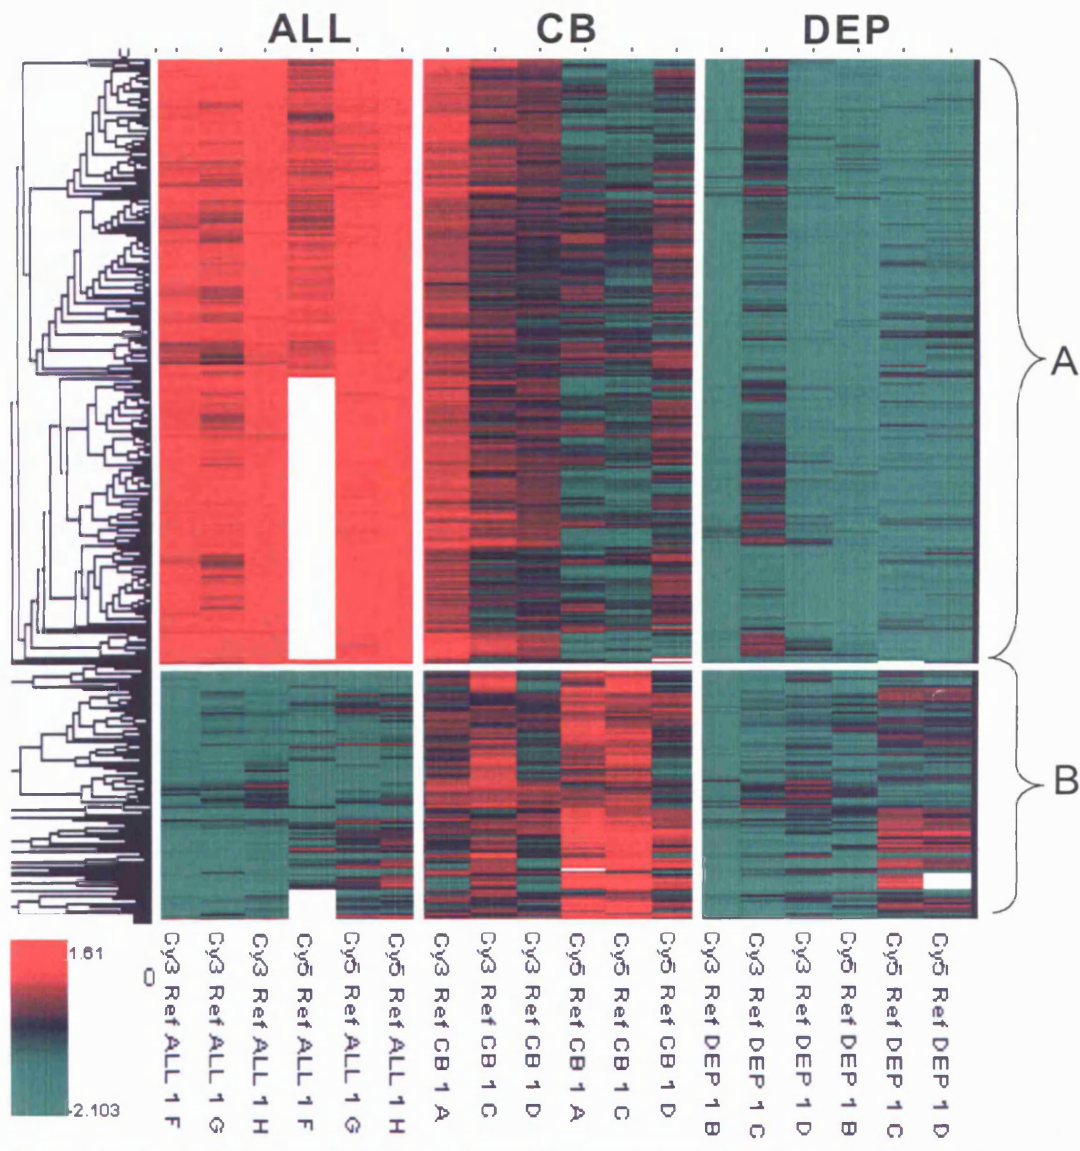 ALL CB DEP
A
B
1.61
0
-2.103
Cy3 Ref ALL 1 F
Cy3 Ref ALL 1 G
Cy3 Ref ALL 1 H
Cy5 Ref ALL 1 F
Cy5 Ref ALL 1 G
Cy5 Ref ALL 1 H
Cy3 Ref CB 1 A
Cy3 Ref CB 1 C
Cy3 Ref CB 1 D
Cy5 Ref CB 1 A
Cy5 Ref CB 1 C
Cy5 Ref CB 1 D
Cy3 Ref DEP 1 B
Cy3 Ref DEP 1 C
Cy3 Ref DEP 1 D
Cy5 Ref DEP 1 B
Cy5 Ref DEP 1 C
Cy5 Ref DEP 1 D